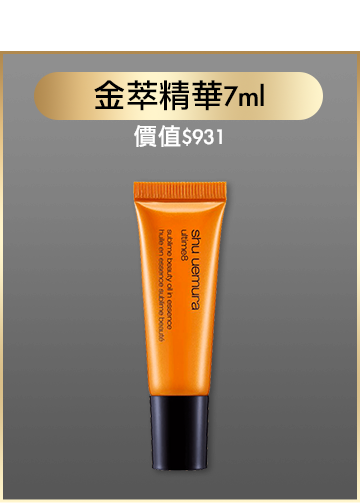 金萃精華7ml
價值$931
shu uemura
ultime8
sublime beauty oil in essence
huile en essence sublime beauté